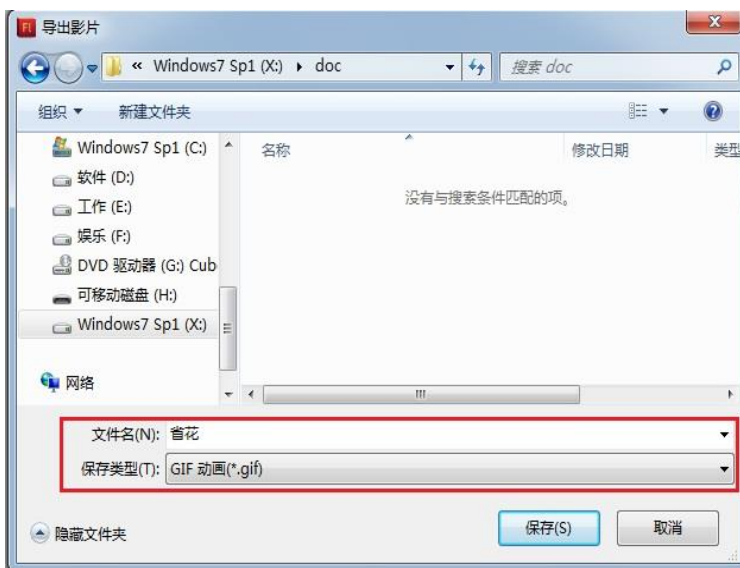 Fl 导出影片
« Windows7 Sp1 (X:) ▸ doc 搜索 doc
组织 新建文件夹
Windows7 Sp1 (C:) 名称 修改日期 类型
软件 (D:) 没有与搜索条件匹配的项。
工作 (E:)
娱乐 (F:)
DVD 驱动器 (G:) Cub
可移动磁盘 (H:)
Windows7 Sp1 (X:)
网络
文件名(N): 省花
保存类型(T): GIF 动画(*.gif)
隐藏文件夹 保存(S) 取消